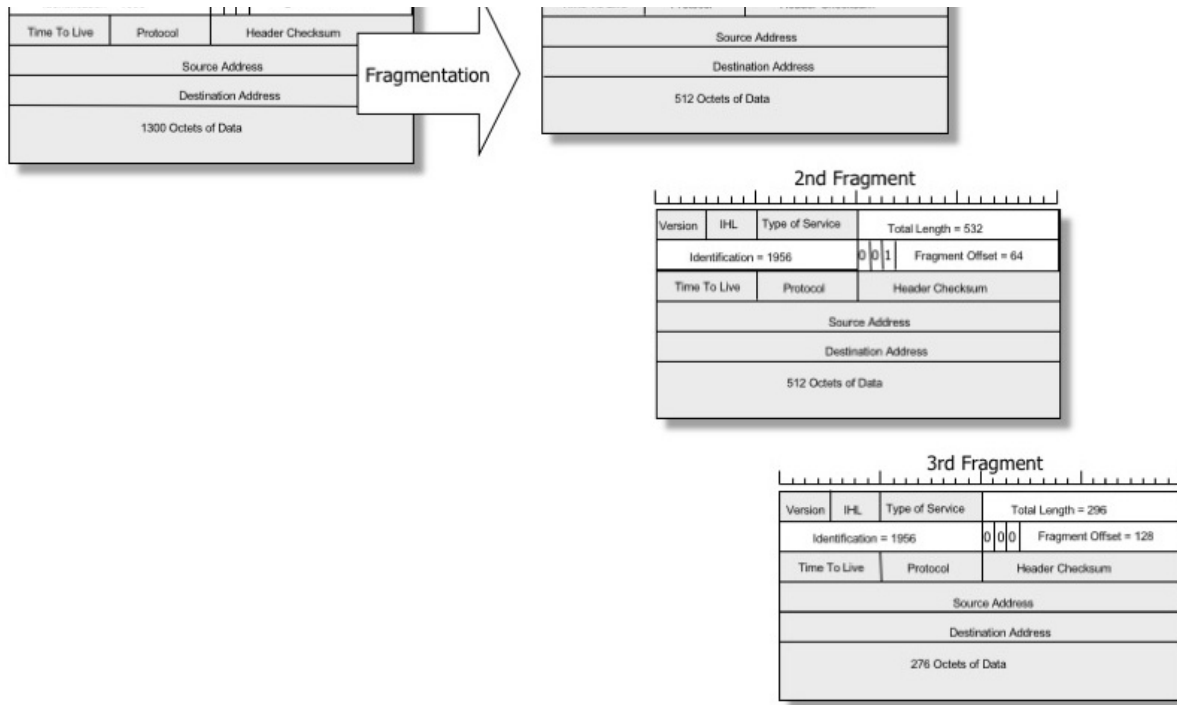 Time To Live Protocol Header Checksum
Source Address
Destination Address
1300 Octets of Data
Fragmentation
Source Address
Destination Address
512 Octets of Data
2nd Fragment
Version IHL Type of Service Total Length = 532
Identification = 1956 0 0 1 Fragment Offset = 64
Time To Live Protocol Header Checksum
Source Address
Destination Address
512 Octets of Data
3rd Fragment
Version IHL Type of Service Total Length = 296
Identification = 1956 0 0 0 Fragment Offset = 128
Time To Live Protocol Header Checksum
Source Address
Destination Address
276 Octets of Data